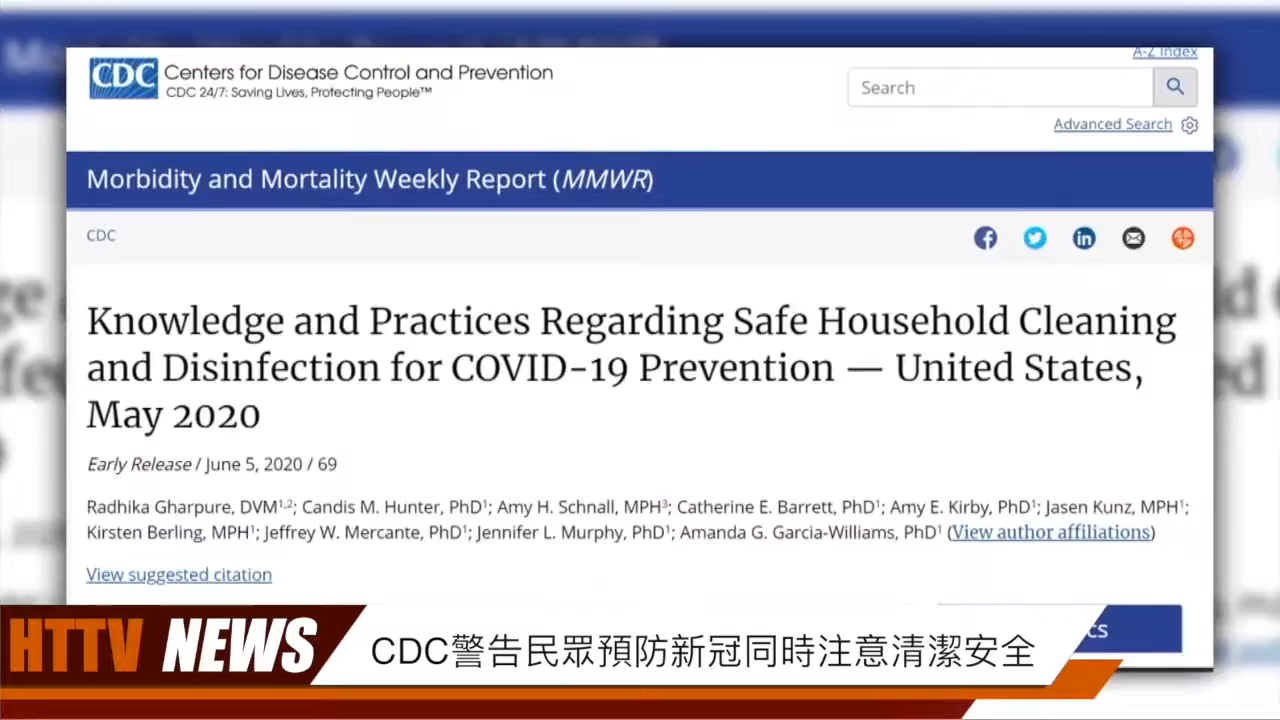 A-Z Index
CDC Centers for Disease Control and Prevention
CDC 24/7: Saving Lives, Protecting People™
Search
Advanced Search
Morbidity and Mortality Weekly Report (MMWR)
CDC
Knowledge and Practices Regarding Safe Household Cleaning
and Disinfection for COVID-19 Prevention — United States,
May 2020
Early Release / June 5, 2020 / 69
Radhika Gharpure, DVM1,2; Candis M. Hunter, PhD1; Amy H. Schnall, MPH3; Catherine E. Barrett, PhD1; Amy E. Kirby, PhD1; Jasen Kunz, MPH1;
Kirsten Berling, MPH1; Jeffrey W. Mercante, PhD1; Jennifer L. Murphy, PhD1; Amanda G. Garcia-Williams, PhD1 (View author affiliations)
View suggested citation
HTTV NEWS
CDC警告民眾預防新冠同時注意清潔安全